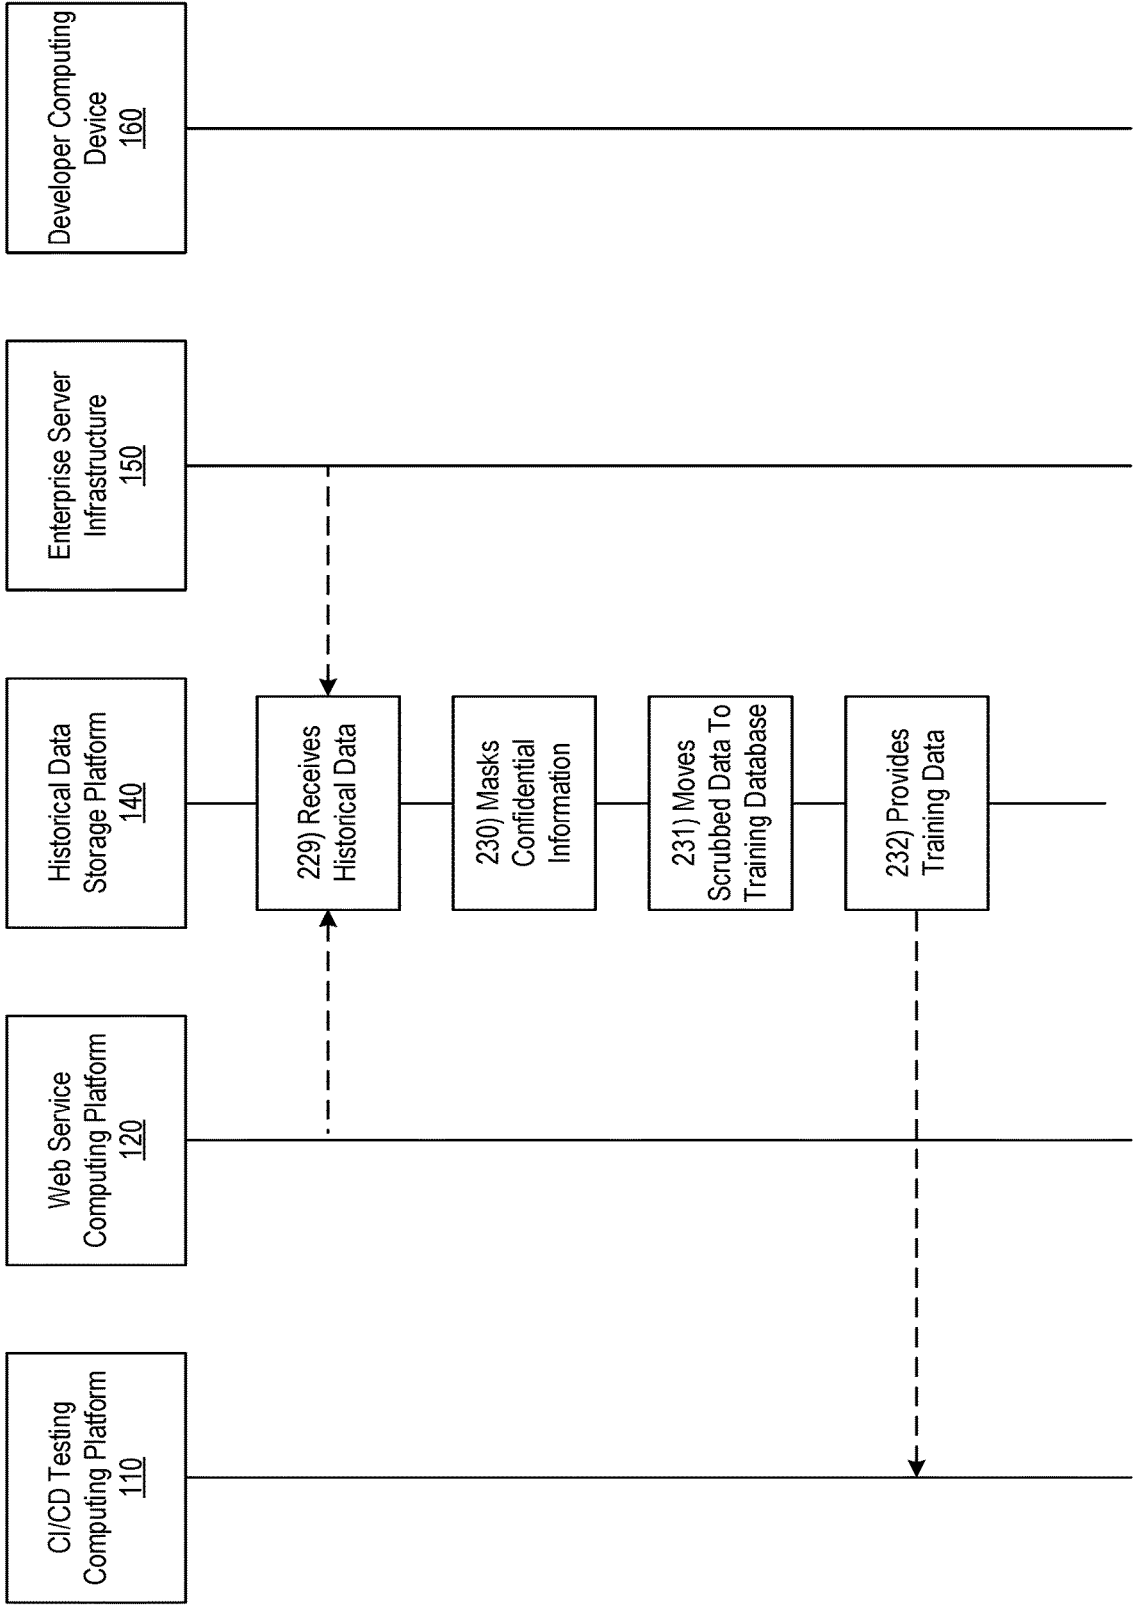 CI/CD Testing
Computing Platform
110
Web Service
Computing Platform
120
Historical Data
Storage Platform
140
Enterprise Server
Infrastructure
150
Developer Computing
Device
160
229) Receives
Historical Data
230) Masks
Confidential
Information
231) Moves
Scrubbed Data To
Training Database
232) Provides
Training Data